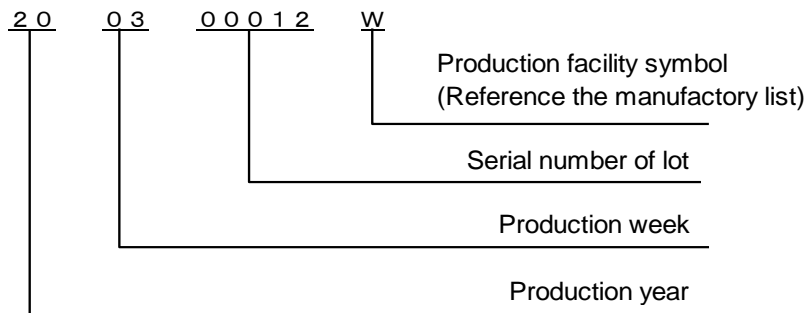 ２０ ０３ ０００１２ W
Production facility symbol
(Reference the manufactory list)
Serial number of lot
Production week
Production year